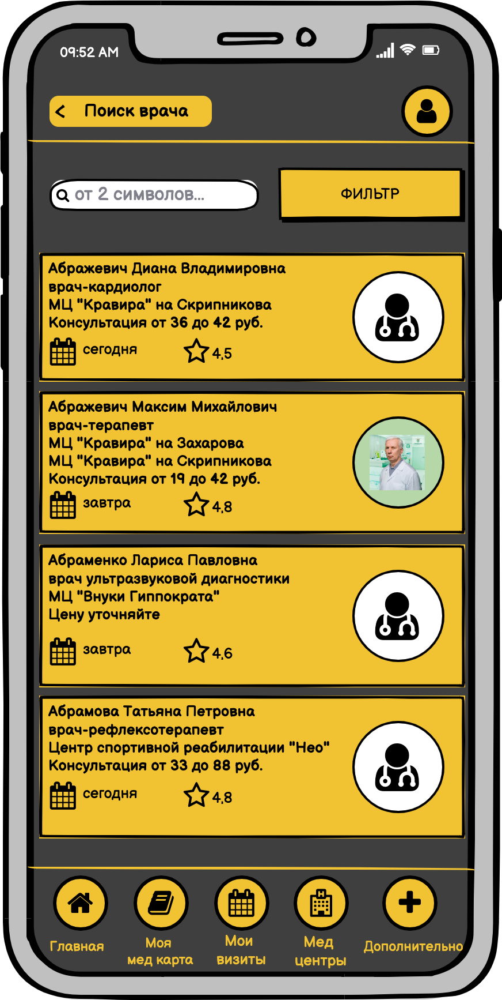 09:52 AM
Поиск врача
от 2 символов...
ФИЛЬТР
Абражевич Диана Владимировна
врач-кардиолог
МЦ "Кравира" на Скрипникова
Консультация от 36 до 42 руб.
сегодня
4,5
Абражевич Максим Михайлович
врач-терапевт
МЦ "Кравира" на Захарова
МЦ "Кравира" на Скрипникова
Консультация от 19 до 42 руб.
завтра
4,8
Абраменко Лариса Павловна
врач ультразвуковой диагностики
МЦ "Внуки Гиппократа"
Цену уточняйте
завтра
4,6
Абрамова Татьяна Петровна
врач-рефлексотерапевт
Центр спортивной реабилитации "Нео"
Консультация от 33 до 88 руб.
сегодня
4,8
Главная
Моя
мед карта
Мои
визиты
Мед
центры
Дополнительно